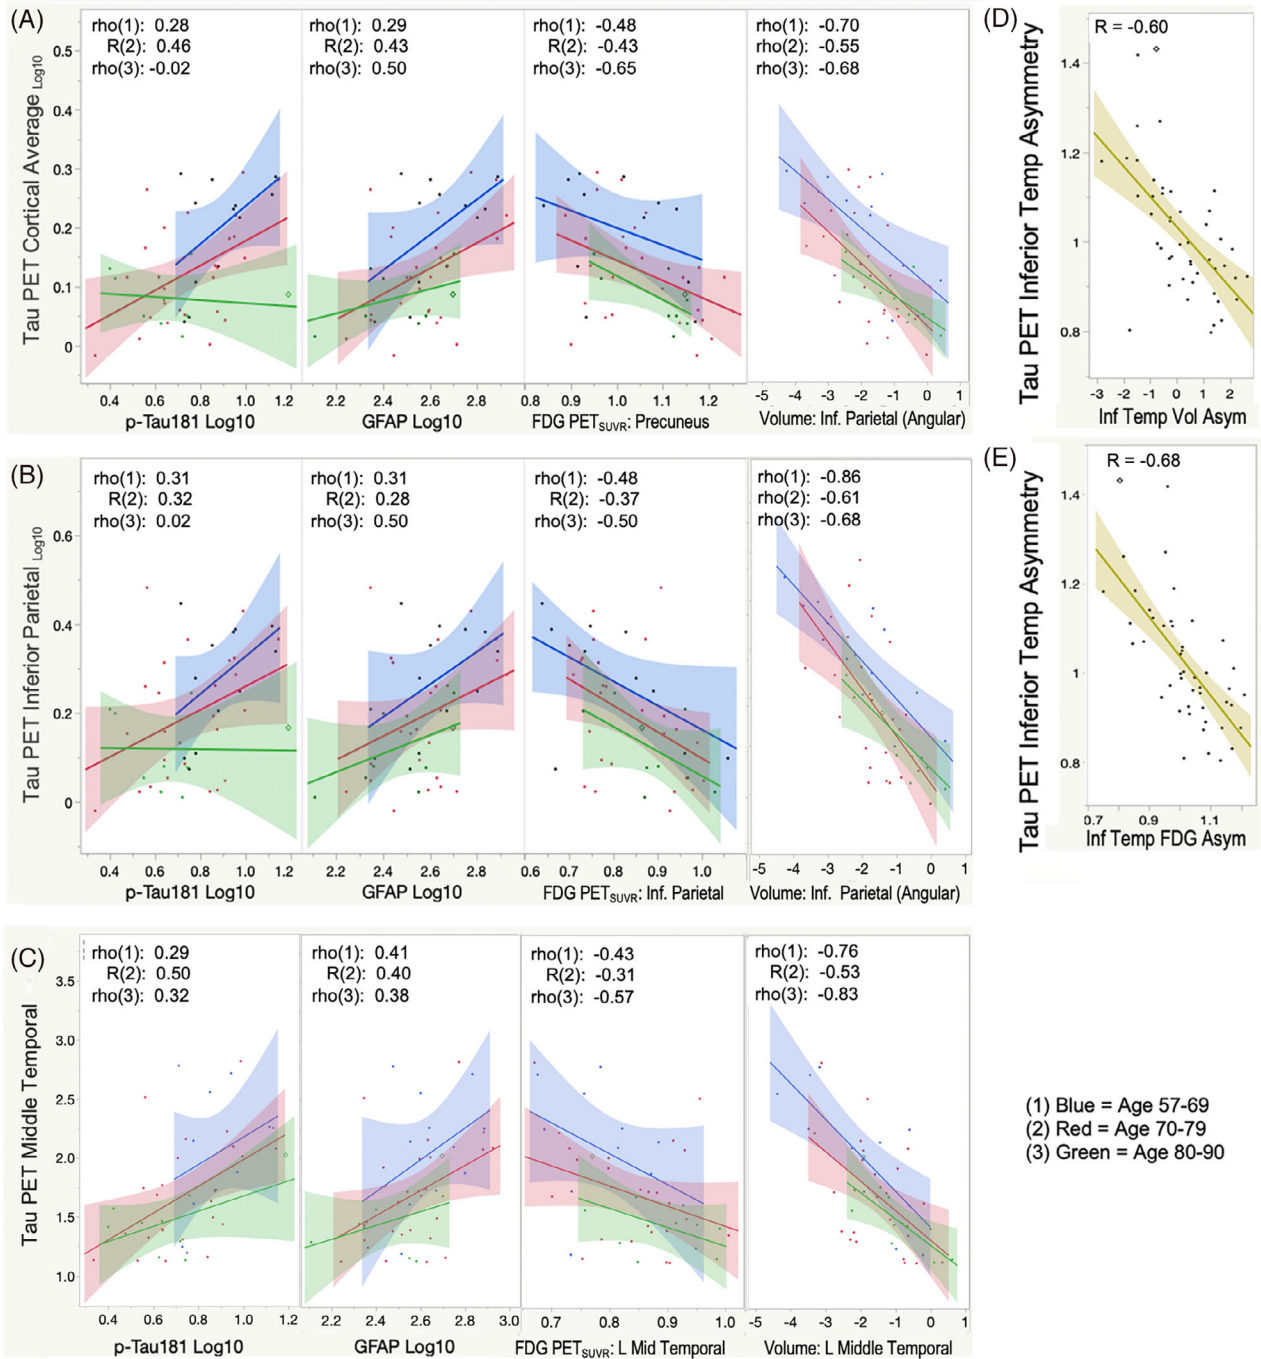 (A)
rho(1): 0.28
R(2): 0.46
rho(3): -0.02
rho(1): 0.29
R(2): 0.43
rho(3): 0.50
rho(1): -0.48
R(2): -0.43
rho(3): -0.65
rho(1): -0.70
rho(2): -0.55
rho(3): -0.68
Tau PET Cortical Average Log10
0.5
0.4
0.3
0.2
0.1
0
0.4 0.6 0.8 1.0 1.2
2.2 2.4 2.6 2.8
0.8 0.9 1.0 1.1 1.2
-5 -4 -3 -2 -1 0 1
p-Tau181 Log10
GFAP Log10
FDG PETSUVR: Precuneus
Volume: Inf. Parietal (Angular)
(D)
R = -0.60
Tau PET Inferior Temp Asymmetry
1.4
1.2
1
0.8
-3 -2 -1 0 1 2
Inf Temp Vol Asym
(B)
rho(1): 0.31
R(2): 0.32
rho(3): 0.02
rho(1): 0.31
R(2): 0.28
rho(3): 0.50
rho(1): -0.48
R(2): -0.37
rho(3): -0.50
rho(1): -0.86
rho(2): -0.61
rho(3): -0.68
Tau PET Inferior Parietal Log10
0.6
0.4
0.2
0
0.4 0.6 0.8 1.0 1.2
2.2 2.4 2.6 2.8
0.6 0.7 0.8 0.9 1.0
-5 -4 -3 -2 -1 0 1
p-Tau181 Log10
GFAP Log10
FDG PETSUVR: Inf. Parietal
Volume: Inf. Parietal (Angular)
(E)
R = -0.68
Tau PET Inferior Temp Asymmetry
1.4
1.2
1
0.8
0.7 0.9 1.1
Inf Temp FDG Asym
(C)
rho(1): 0.29
R(2): 0.50
rho(3): 0.32
rho(1): 0.41
R(2): 0.40
rho(3): 0.38
rho(1): -0.43
R(2): -0.31
rho(3): -0.57
rho(1): -0.76
R(2): -0.53
rho(3): -0.83
Tau PET Middle Temporal
3.5
3.0
2.5
2.0
1.5
1.0
0.4 0.6 0.8 1.0 1.2
2.2 2.4 2.6 2.8 3.0
0.7 0.8 0.9 1.0
-5 -4 -3 -2 -1 0 1
p-Tau181 Log10
GFAP Log10
FDG PETSUVR: L Mid Temporal
Volume: L Middle Temporal
(1) Blue = Age 57-69
(2) Red = Age 70-79
(3) Green = Age 80-90